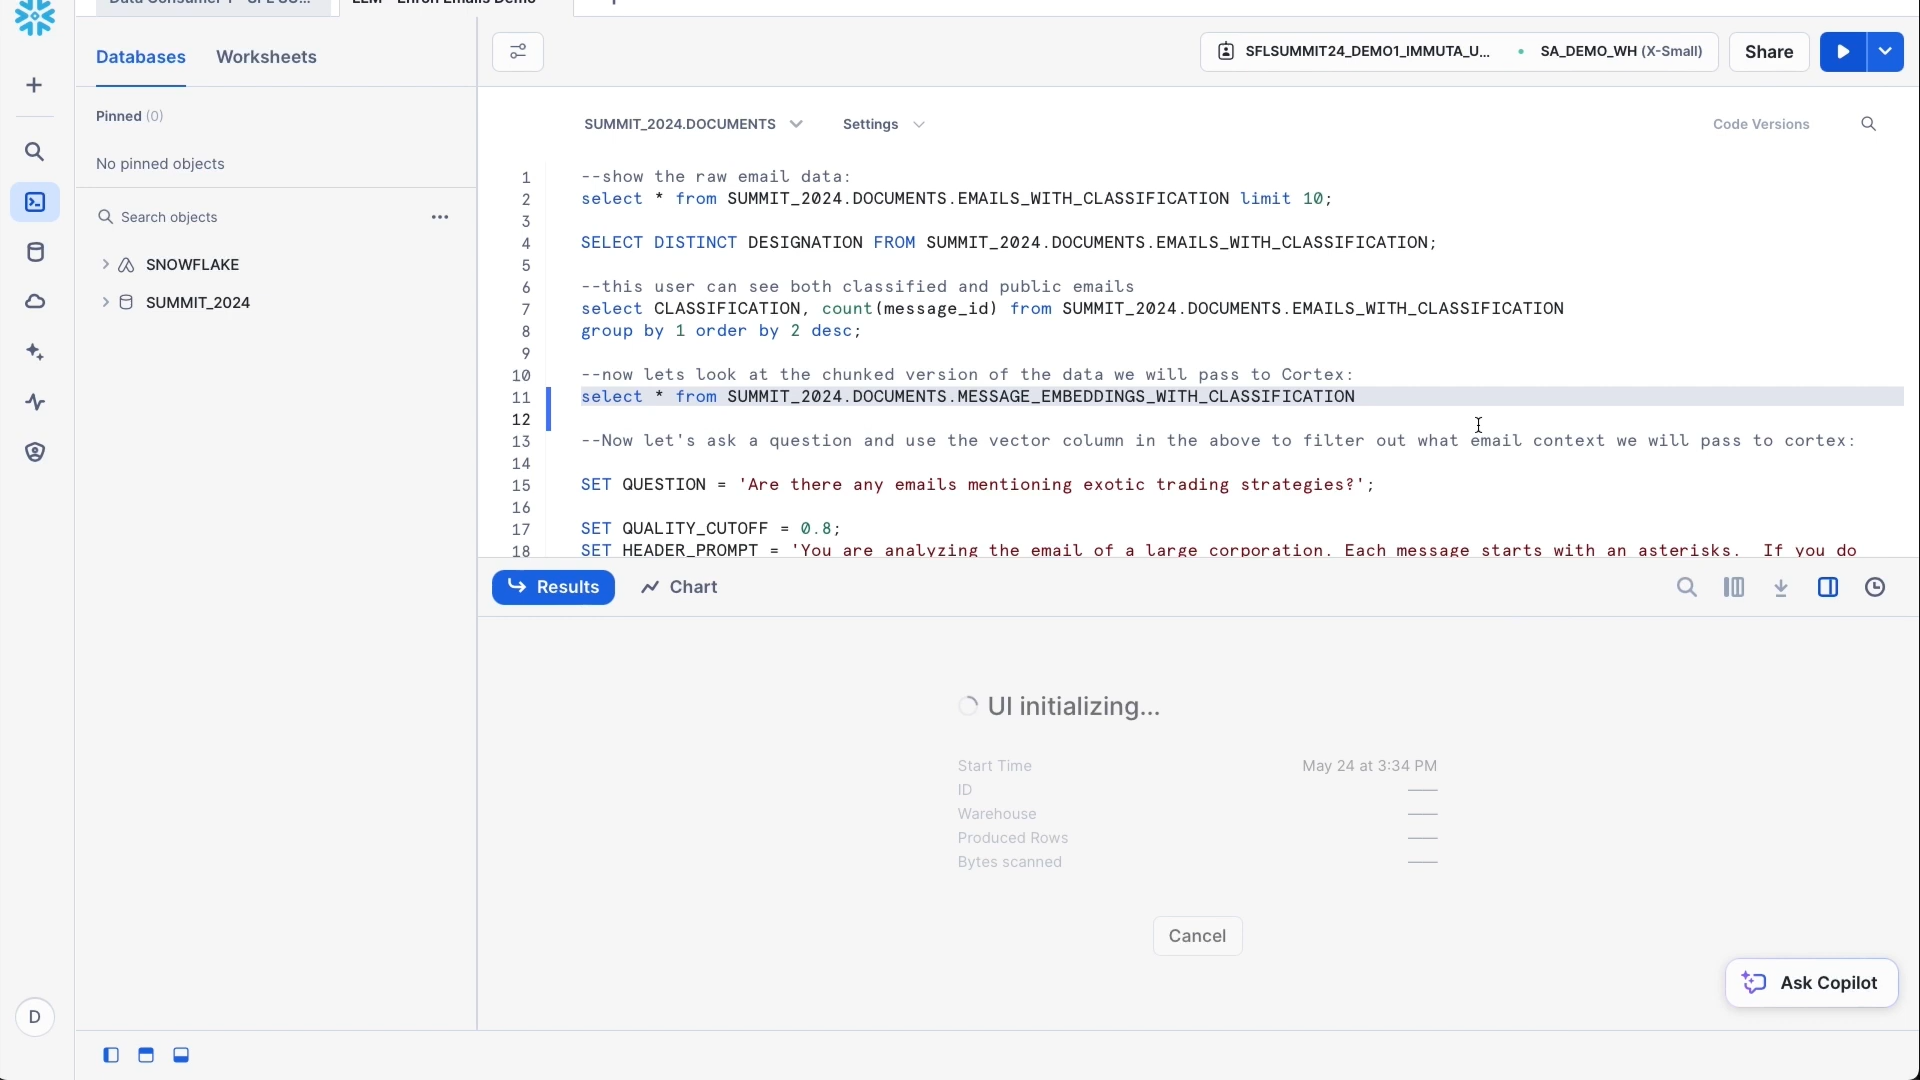 Databases
Worksheets
SFLSUMMIT24_DEMO1_IMMUTA_U...
SA_DEMO_WH (X-Small)
Share
Pinned (0)
No pinned objects
Search objects
SNOWFLAKE
SUMMIT_2024
SUMMIT_2024.DOCUMENTS
Settings
Code Versions
1 --show the raw email data:
2 select * from SUMMIT_2024.DOCUMENTS.EMAILS_WITH_CLASSIFICATION limit 10;
3
4 SELECT DISTINCT DESIGNATION FROM SUMMIT_2024.DOCUMENTS.EMAILS_WITH_CLASSIFICATION;
5
6 --this user can see both classified and public emails
7 select CLASSIFICATION, count(message_id) from SUMMIT_2024.DOCUMENTS.EMAILS_WITH_CLASSIFICATION
8 group by 1 order by 2 desc;
9
10 --now lets look at the chunked version of the data we will pass to Cortex:
11 select * from SUMMIT_2024.DOCUMENTS.MESSAGE_EMBEDDINGS_WITH_CLASSIFICATION
12
13 --Now let's ask a question and use the vector column in the above to filter out what email context we will pass to cortex:
14
15 SET QUESTION = 'Are there any emails mentioning exotic trading strategies?';
16
17 SET QUALITY_CUTOFF = 0.8;
18 SET HEADER_PROMPT = 'You are analyzing the email of a large corporation. Each message starts with an asterisks. If you do
Results
Chart
UI initializing...
Start Time May 24 at 3:34 PM
ID
Warehouse
Produced Rows
Bytes scanned
Cancel
Ask Copilot
D